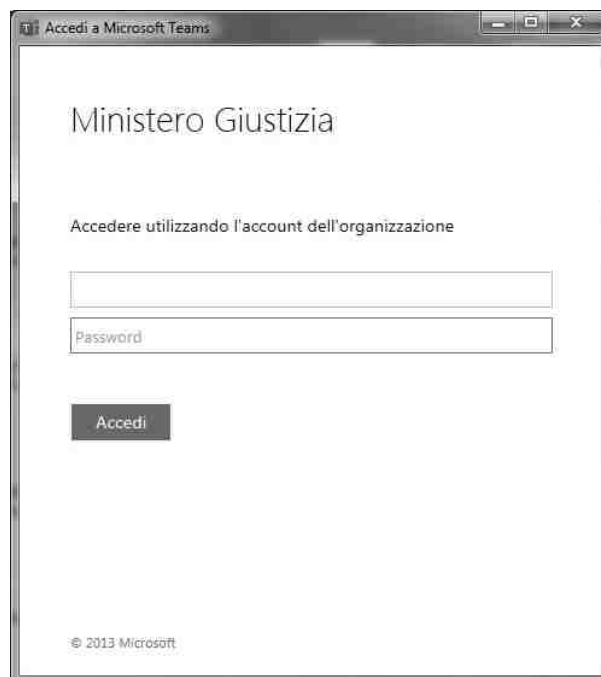 Accedi a Microsoft Teams
Ministero Giustizia
Accedere utilizzando l'account dell'organizzazione
Password
Accedi
© 2013 Microsoft